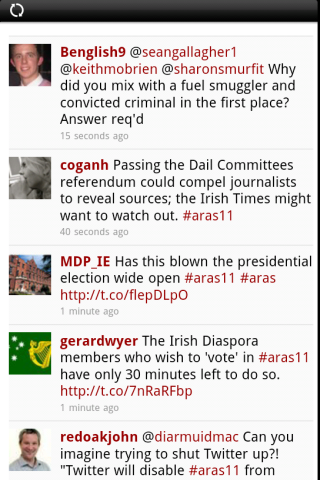 Benglish9 @seangallagher1
@keithmobrien @sharonsmurfit Why
did you mix with a fuel smuggler and
convicted criminal in the first place?
Answer req'd
15 seconds ago
coganh Passing the Dail Committees
referendum could compel journalists
to reveal sources; the Irish Times might
want to watch out. #aras11
40 seconds ago
MDP_IE Has this blown the presidential
election wide open #aras11 #aras
http://t.co/flepDLpO
1 minute ago
gerardwyer The Irish Diaspora
members who wish to 'vote' in #aras11
have only 30 minutes left to do so.
http://t.co/7nRaRFbp
1 minute ago
redoakjohn @diarmuidmac Can you
imagine trying to shut Twitter up?!
"Twitter will disable #aras11 from